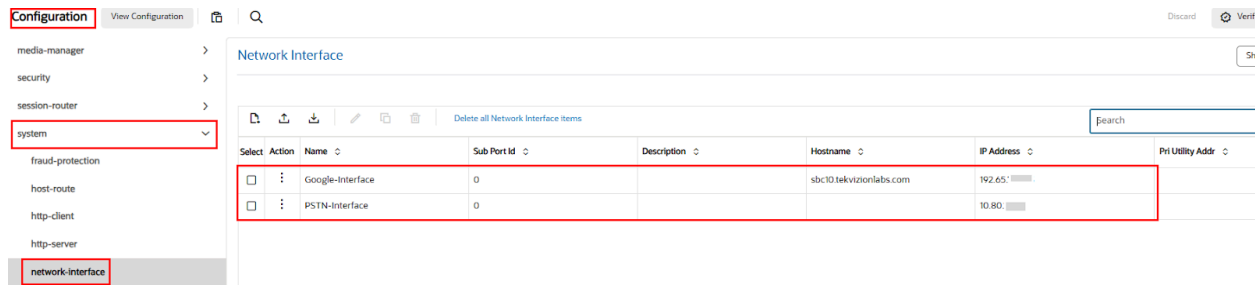 Configuration View Configuration Discard Verif
media-manager
Network Interface Sh
security
session-router
Delete all Network Interface items Search
system
Select Action Name Sub Port Id Description Hostname IP Address Pri Utility Addr
fraud-protection
Google-Interface 0 sbc10.tekvizionlabs.com 192.65.
host-route
PSTN-Interface 0 10.80.
http-client
http-server
network-interface